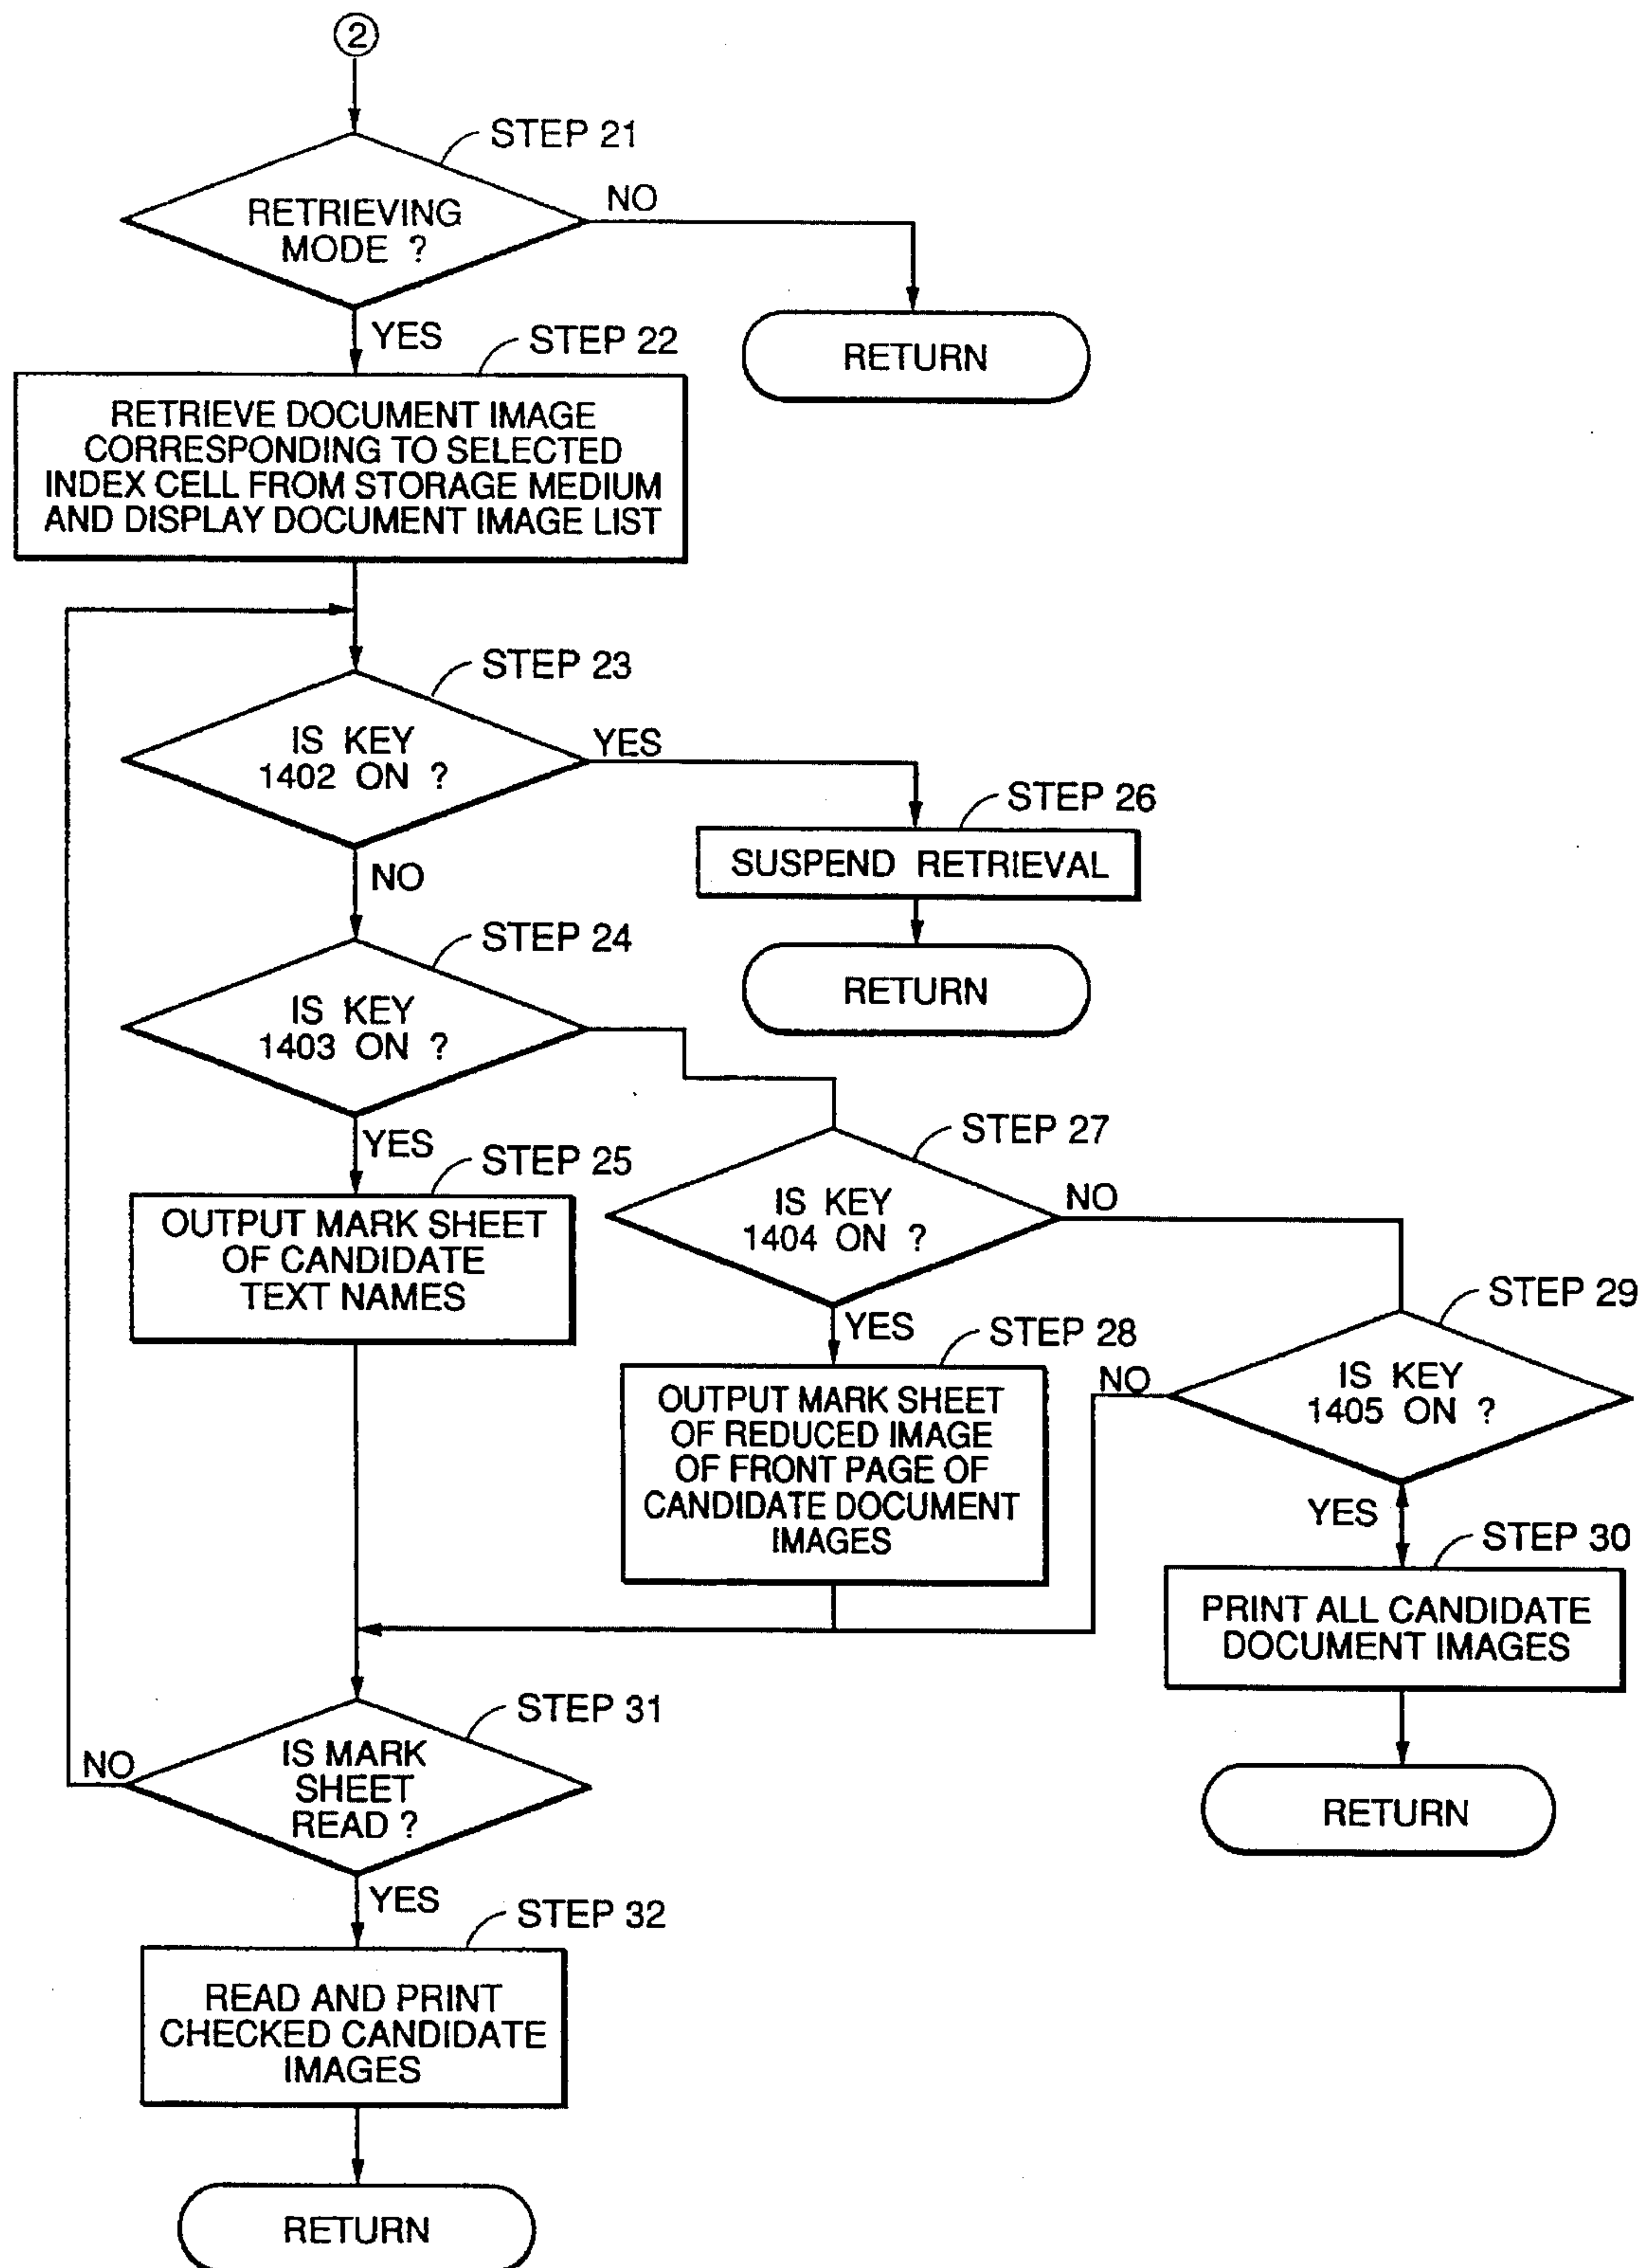 2
STEP 21
RETRIEVING
MODE ?
NO
RETURN
YES
STEP 22
RETRIEVE DOCUMENT IMAGE
CORRESPONDING TO SELECTED
INDEX CELL FROM STORAGE MEDIUM
AND DISPLAY DOCUMENT IMAGE LIST
STEP 23
IS KEY
1402 ON ?
YES
STEP 26
SUSPEND RETRIEVAL
RETURN
NO
STEP 24
IS KEY
1403 ON ?
YES
STEP 25
OUTPUT MARK SHEET
OF CANDIDATE
TEXT NAMES
STEP 27
IS KEY
1404 ON ?
NO
YES
STEP 28
OUTPUT MARK SHEET
OF REDUCED IMAGE
OF FRONT PAGE OF
CANDIDATE DOCUMENT
IMAGES
STEP 29
IS KEY
1405 ON ?
NO
YES
STEP 30
PRINT ALL CANDIDATE
DOCUMENT IMAGES
RETURN
STEP 31
IS MARK
SHEET
READ ?
NO
YES
STEP 32
READ AND PRINT
CHECKED CANDIDATE
IMAGES
RETURN